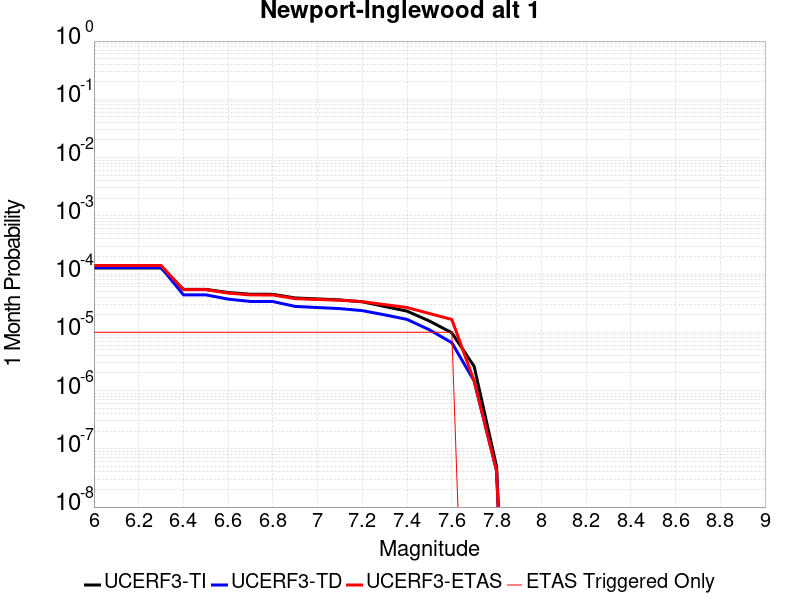 Newport-Inglewood alt 1
10^0
10^-1
10^-2
10^-3
10^-4
10^-5
10^-6
10^-7
10^-8
1 Month Probability
6 6.2 6.4 6.6 6.8 7 7.2 7.4 7.6 7.8 8 8.2 8.4 8.6 8.8 9
Magnitude
UCERF3-TI UCERF3-TD UCERF3-ETAS ETAS Triggered Only